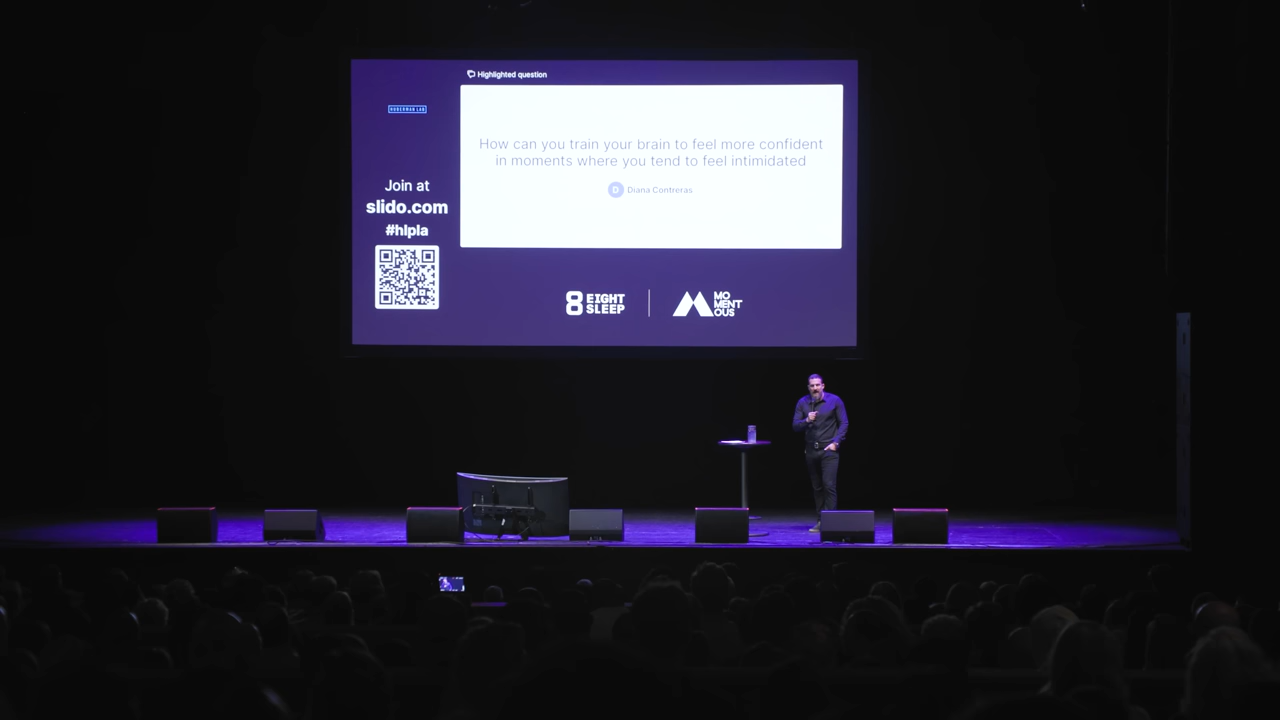 HUBERMAN LAB
Join at
slido.com
#hlpla
Highlighted question
How can you train your brain to feel more confident
in moments where you tend to feel intimidated
D Diana Contreras
8 EIGHT
SLEEP
MO
MENT
OUS